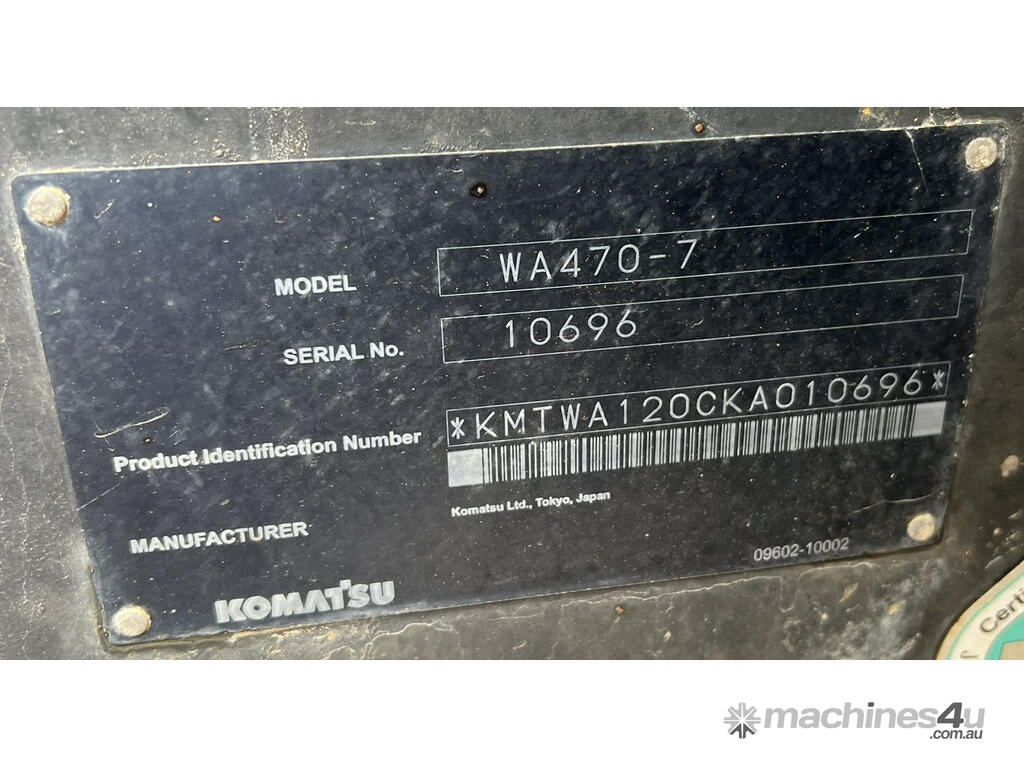 MODEL WA470-7
SERIAL No. 10696
Product Identification Number *KMTWA120CKA010696*
Komatsu Ltd., Tokyo, Japan
MANUFACTURER
09602-10002
KOMATSU
Certi
machines4u
.com.au